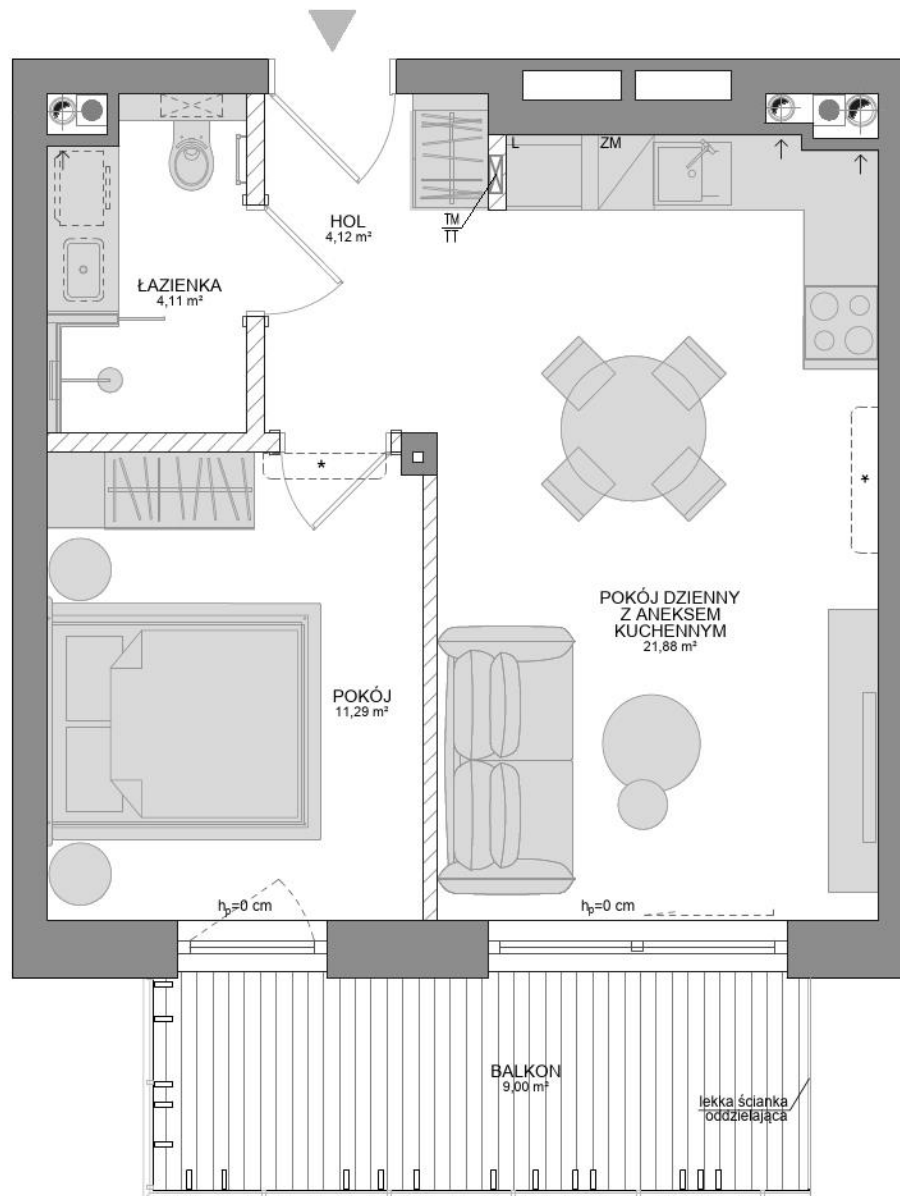 L
ZM
HOL
4,12 m²
TM
TT
ŁAZIENKA
4,11 m²
*
*
POKÓJ DZIENNY
Z ANEKSEM
KUCHENNYM
21,88 m²
POKÓJ
11,29 m²
hp=0 cm
hp=0 cm
BALKON
9,00 m²
lekka ścianka
oddzielająca